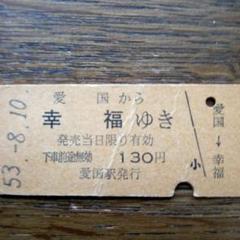 53.-8.10
愛国から
幸福ゆき
発売当日限り有効
下車前途無効 130円
愛国駅発行
小
愛国→幸福